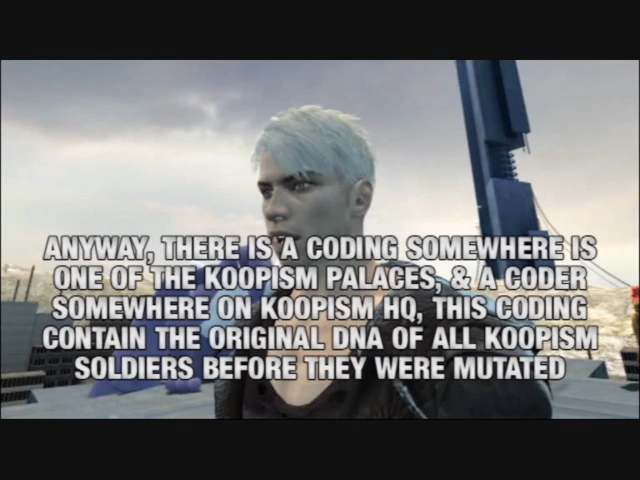 ANYWAY, THERE IS A CODING SOMEWHERE IS
ONE OF THE KOOPISM PALACES, & A CODER
SOMEWHERE ON KOOPISM HQ, THIS CODING
CONTAIN THE ORIGINAL DNA OF ALL KOOPISM
SOLDIERS BEFORE THEY WERE MUTATED